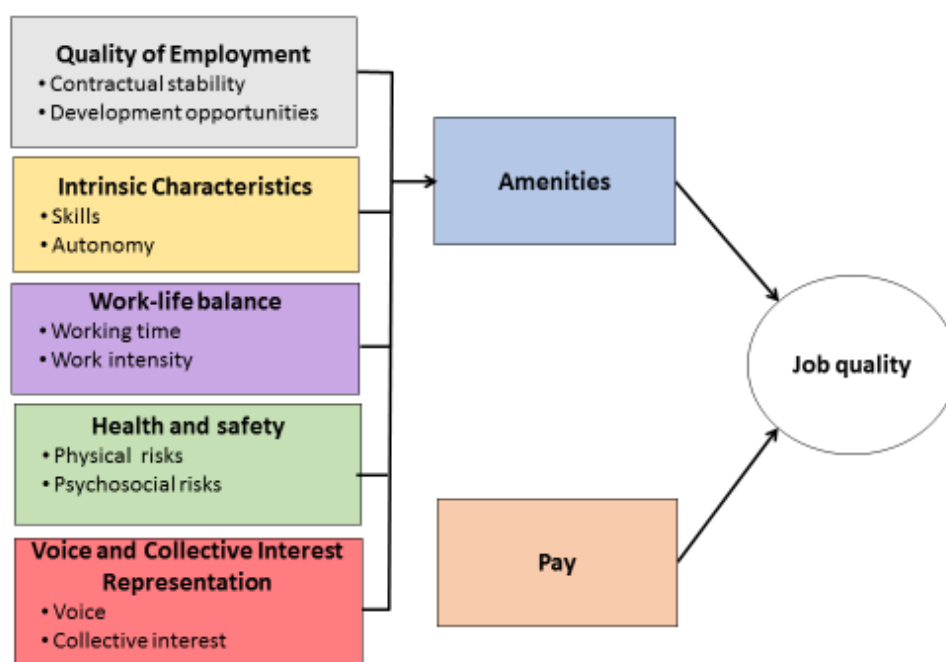 Quality of Employment
• Contractual stability
• Development opportunities
Intrinsic Characteristics
• Skills
• Autonomy
Work-life balance
• Working time
• Work intensity
Health and safety
• Physical risks
• Psychosocial risks
Voice and Collective Interest
Representation
• Voice
• Collective interest
Amenities
Pay
Job quality